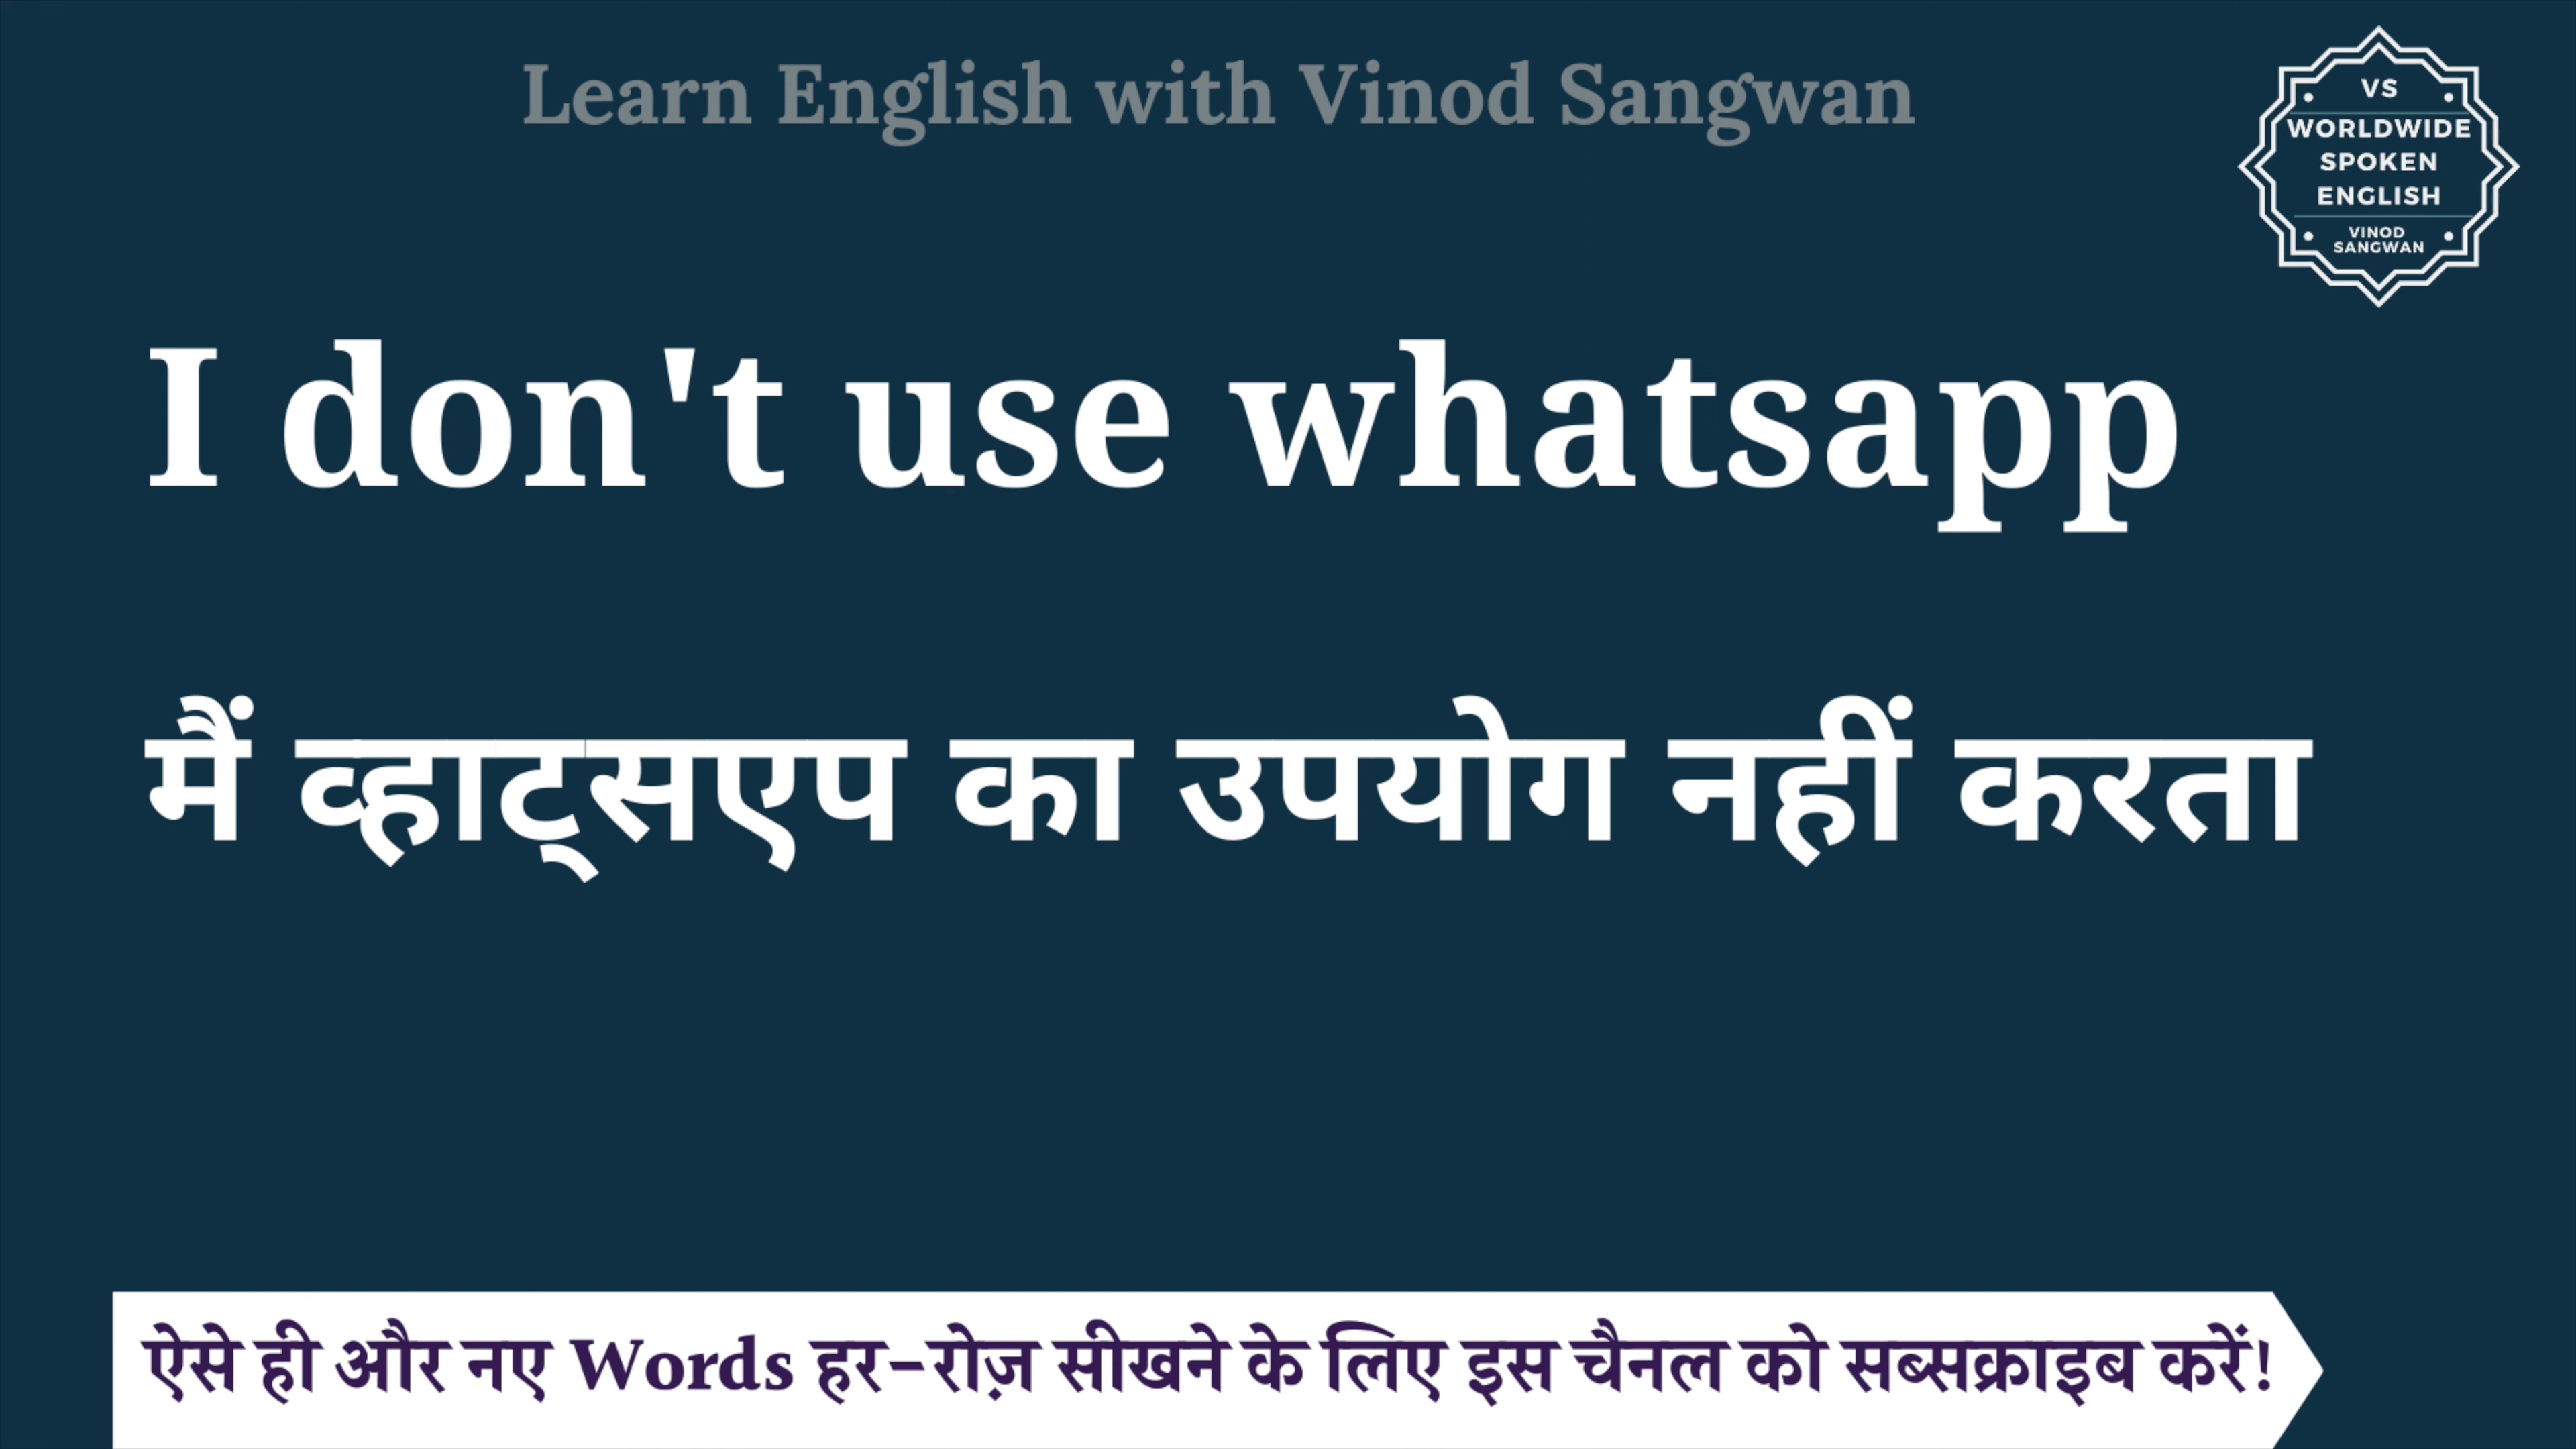 Learn English with Vinod Sangwan
VS
WORLDWIDE
SPOKEN
ENGLISH
VINOD
SANGWAN
I don't use whatsapp
मैं व्हाट्सएप का उपयोग नहीं करता
ऐसे ही और नए Words हर-रोज़ सीखने के लिए इस चैनल को सब्सक्राइब करें!